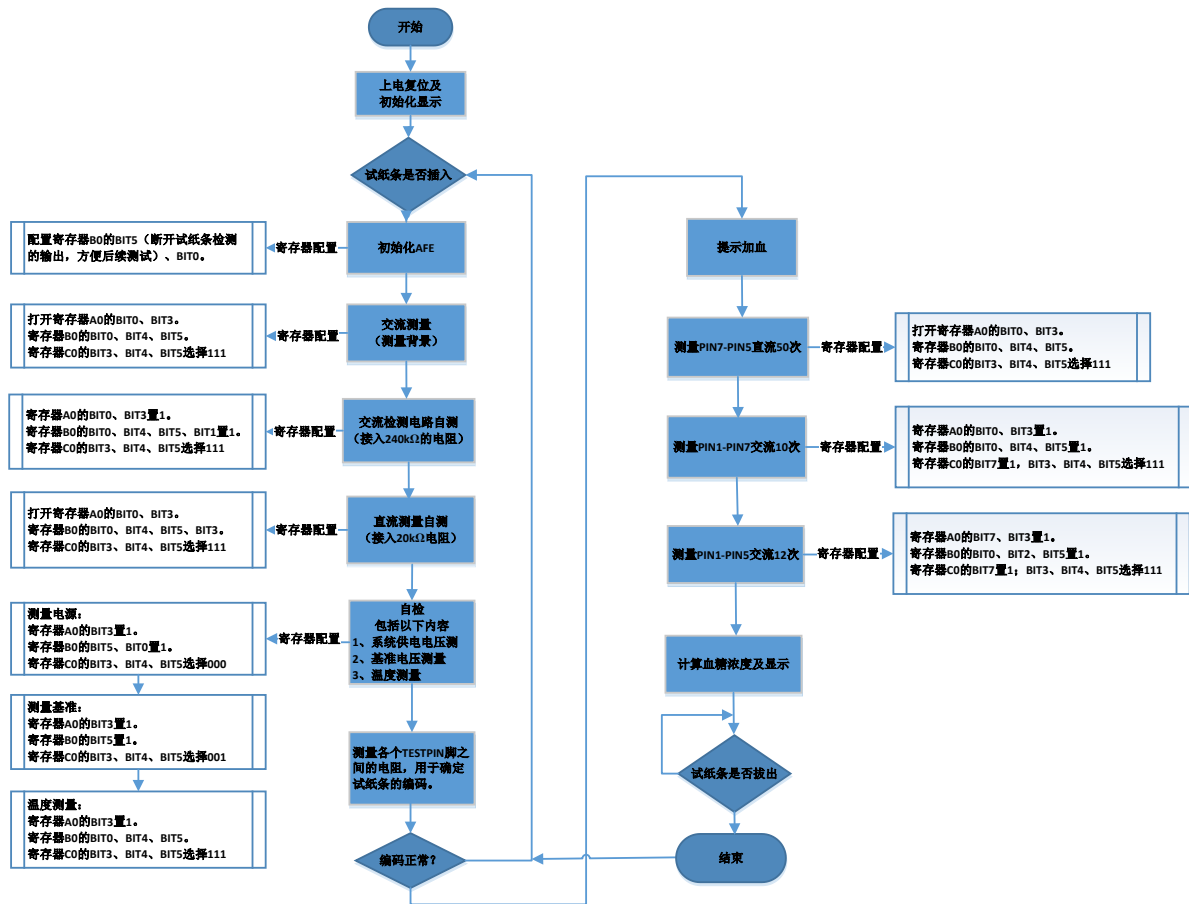 开始
上电复位及
初始化显示
试纸条是否插入
初始化AFE
寄存器配置
配置寄存器B0的BIT5（断开试纸条检测
的输出，方便后续测试）、BIT0。
交流测量
（测量背景）
寄存器配置
打开寄存器A0的BIT0、BIT3。
寄存器B0的BIT0、BIT4、BIT5。
寄存器C0的BIT3、BIT4、BIT5选择111
交流检测电路自测
（接入240kΩ的电阻）
寄存器配置
寄存器A0的BIT0、BIT3置1。
寄存器B0的BIT0、BIT4、BIT5、BIT1置1。
寄存器C0的BIT3、BIT4、BIT5选择111
直流测量自测
（接入20kΩ电阻）
寄存器配置
打开寄存器A0的BIT0、BIT3。
寄存器B0的BIT0、BIT4、BIT5、BIT3。
寄存器C0的BIT3、BIT4、BIT5选择111
自检
包括以下内容
1、系统供电电压测
2、基准电压测量
3、温度测量
寄存器配置
测量电源：
寄存器A0的BIT3置1。
寄存器B0的BIT5、BIT0置1。
寄存器C0的BIT3、BIT4、BIT5选择000
测量基准：
寄存器A0的BIT3置1。
寄存器B0的BIT5置1。
寄存器C0的BIT3、BIT4、BIT5选择001
温度测量：
寄存器A0的BIT3置1。
寄存器B0的BIT0、BIT4、BIT5。
寄存器C0的BIT3、BIT4、BIT5选择111
测量各个TESTPIN脚之
间的电阻，用于确定
试纸条的编码。
编码正常？
提示加血
测量PIN7-PIN5直流50次
寄存器配置
打开寄存器A0的BIT0、BIT3。
寄存器B0的BIT0、BIT4、BIT5。
寄存器C0的BIT3、BIT4、BIT5选择111
测量PIN1-PIN7交流10次
寄存器配置
寄存器A0的BIT0、BIT3置1。
寄存器B0的BIT0、BIT4、BIT5置1。
寄存器C0的BIT7置1，BIT3、BIT4、BIT5选择111
测量PIN1-PIN5交流12次
寄存器配置
寄存器A0的BIT7、BIT3置1。
寄存器B0的BIT0、BIT2、BIT5置1。
寄存器C0的BIT7置1；BIT3、BIT4、BIT5选择111
计算血糖浓度及显示
试纸条是否拔出
结束